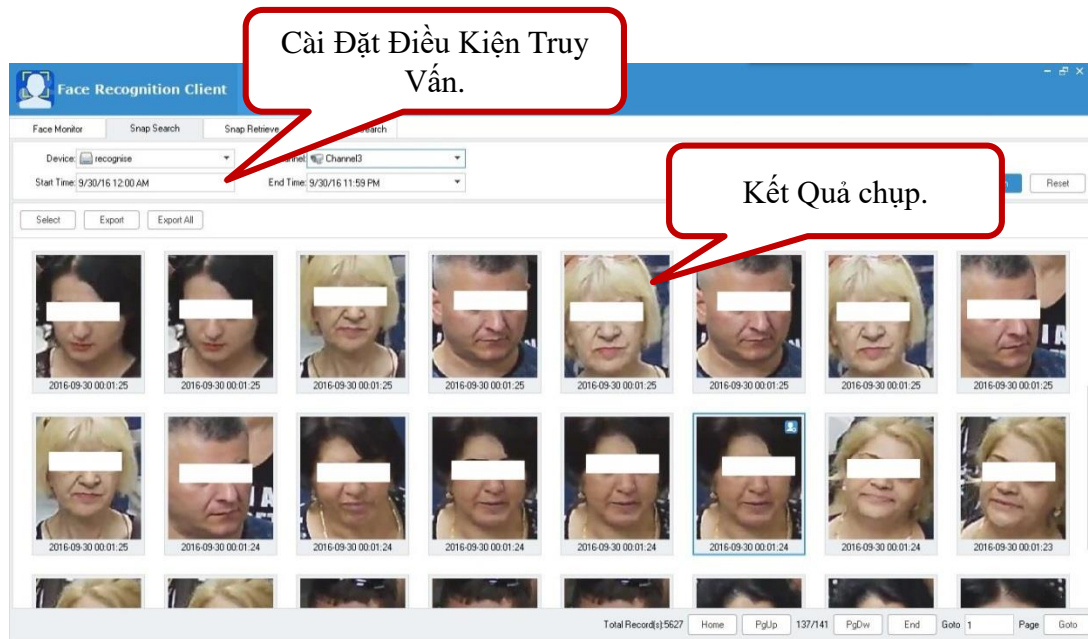 Cài Đặt Điều Kiện Truy
Vấn.
Face Recognition Client
Face Monitor Snap Search Snap Retrieve
Device: recognise Channel3
Start Time: 9/30/16 12:00 AM End Time: 9/30/16 11:59 PM
Kết Quả chụp.
Reset
Select Export Export All
2016-09-30 00:01:25 2016-09-30 00:01:25 2016-09-30 00:01:25 2016-09-30 00:01:25 2016-09-30 00:01:25 2016-09-30 00:01:25 2016-09-30 00:01:25 2016-09-30 00:01:25
2016-09-30 00:01:25 2016-09-30 00:01:24 2016-09-30 00:01:24 2016-09-30 00:01:24 2016-09-30 00:01:24 2016-09-30 00:01:24 2016-09-30 00:01:24 2016-09-30 00:01:23
Total Record(s):5627 Home PgUp 137/141 PgDw End Goto 1 Page Goto